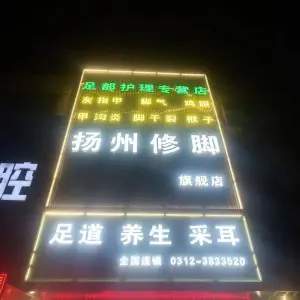 足部护理专营店
灰指甲 脚气 鸡眼
甲沟炎 脚干裂 猴子
扬州修脚
旗舰店
腔
足道 养生 采耳
全国连锁 0312-3833520